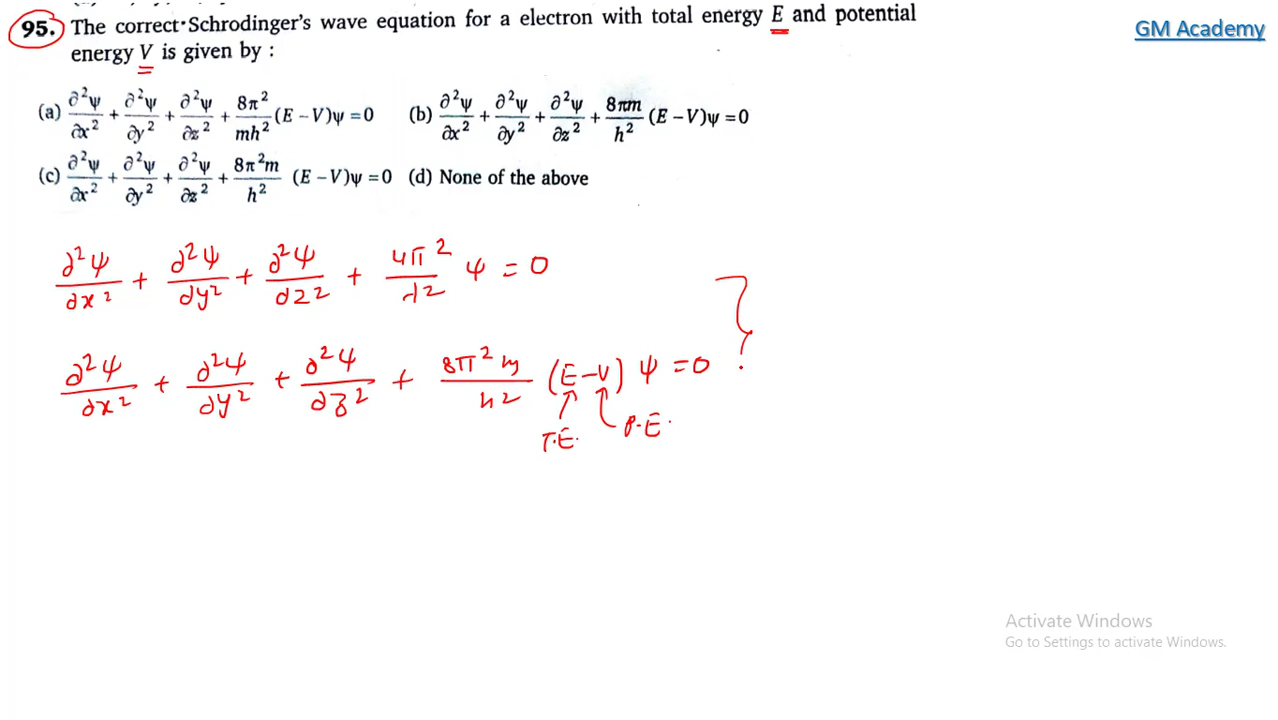 95. The correct Schrodinger's wave equation for a electron with total energy E and potential
GM Academy
energy V is given by :
(a) ∂²ψ/∂x² + ∂²ψ/∂y² + ∂²ψ/∂z² + 8π²/mh² (E – V)ψ = 0 (b) ∂²ψ/∂x² + ∂²ψ/∂y² + ∂²ψ/∂z² + 8πm/h² (E – V)ψ = 0
(c) ∂²ψ/∂x² + ∂²ψ/∂y² + ∂²ψ/∂z² + 8π²m/h² (E – V)ψ = 0 (d) None of the above
∂²ψ/∂x² + ∂²ψ/∂y² + ∂²ψ/∂z² + 4π²/λ² ψ = 0
∂²ψ/∂x² + ∂²ψ/∂y² + ∂²ψ/∂z² + 8π²m/h² (E – V) ψ = 0
T.E. P.E.
Activate Windows
Go to Settings to activate Windows.